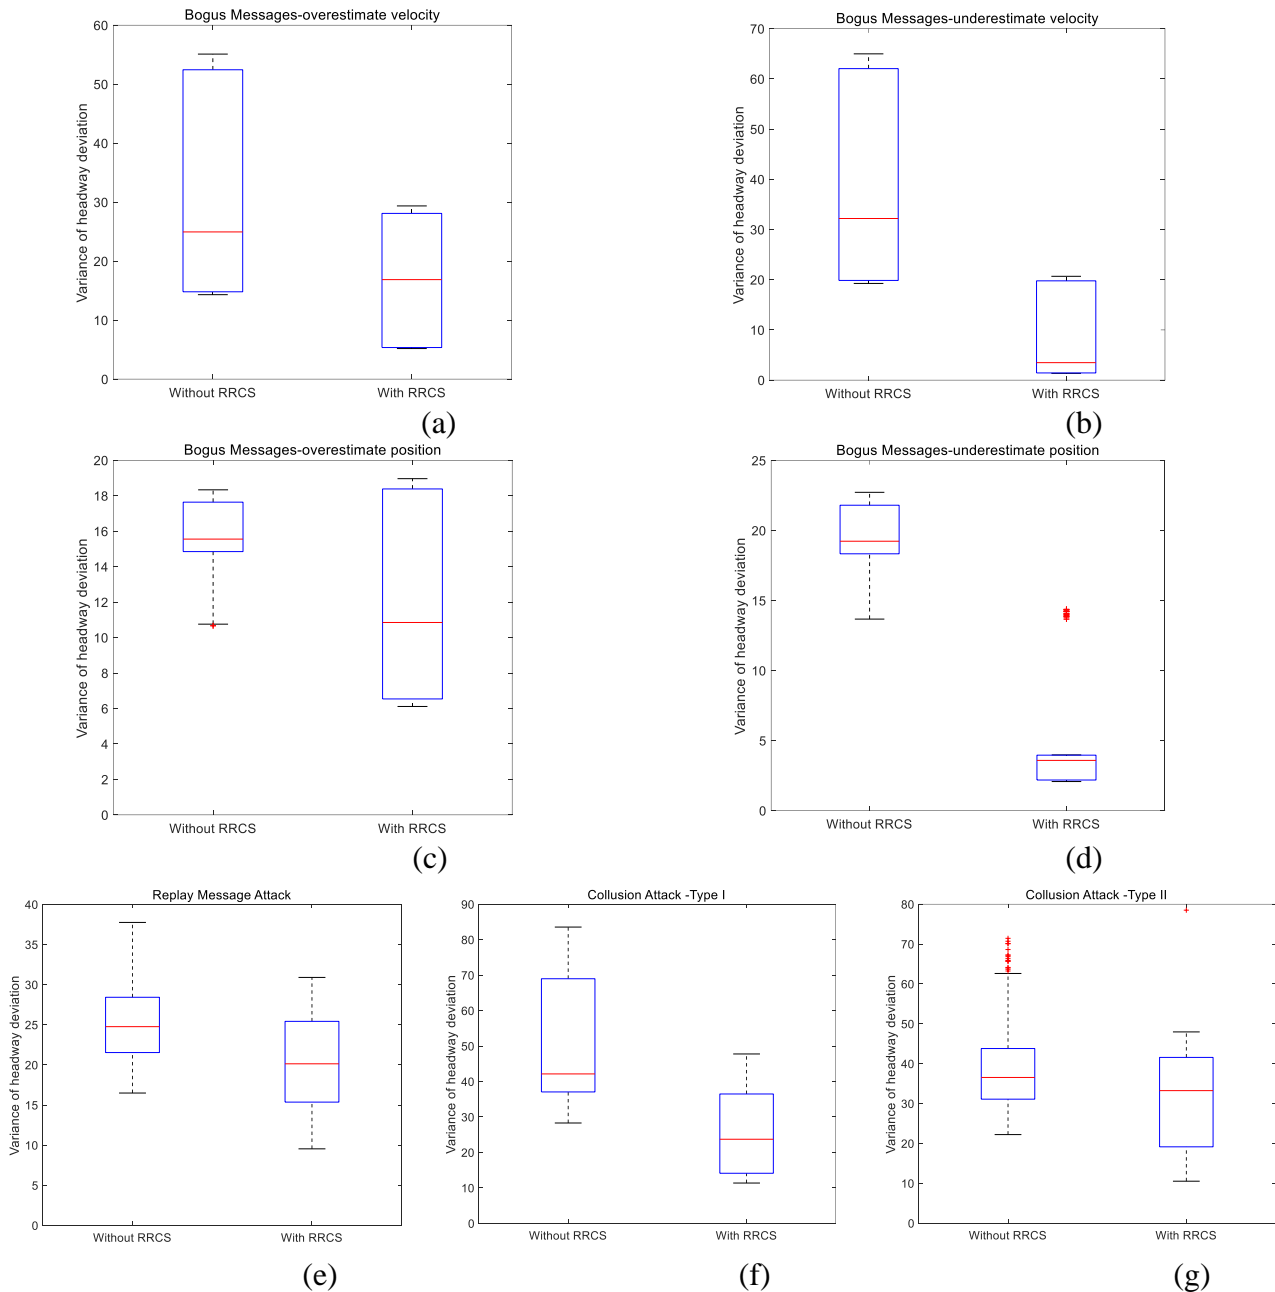 Bogus Messages-overestimate velocity
Variance of headway deviation
60
50
40
30
20
10
0
Without RRCS
With RRCS
(a)
Bogus Messages-underestimate velocity
Variance of headway deviation
70
60
50
40
30
20
10
0
Without RRCS
With RRCS
(b)
Bogus Messages-overestimate position
Variance of headway deviation
20
18
16
14
12
10
8
6
4
2
0
Without RRCS
With RRCS
(c)
Bogus Messages-underestimate position
Variance of headway deviation
25
20
15
10
5
0
Without RRCS
With RRCS
(d)
Replay Message Attack
Variance of headway deviation
40
35
30
25
20
15
10
5
0
Without RRCS
With RRCS
(e)
Collusion Attack -Type I
Variance of headway deviation
90
80
70
60
50
40
30
20
10
0
Without RRCS
With RRCS
(f)
Collusion Attack -Type II
Variance of headway deviation
80
70
60
50
40
30
20
10
0
Without RRCS
With RRCS
(g)